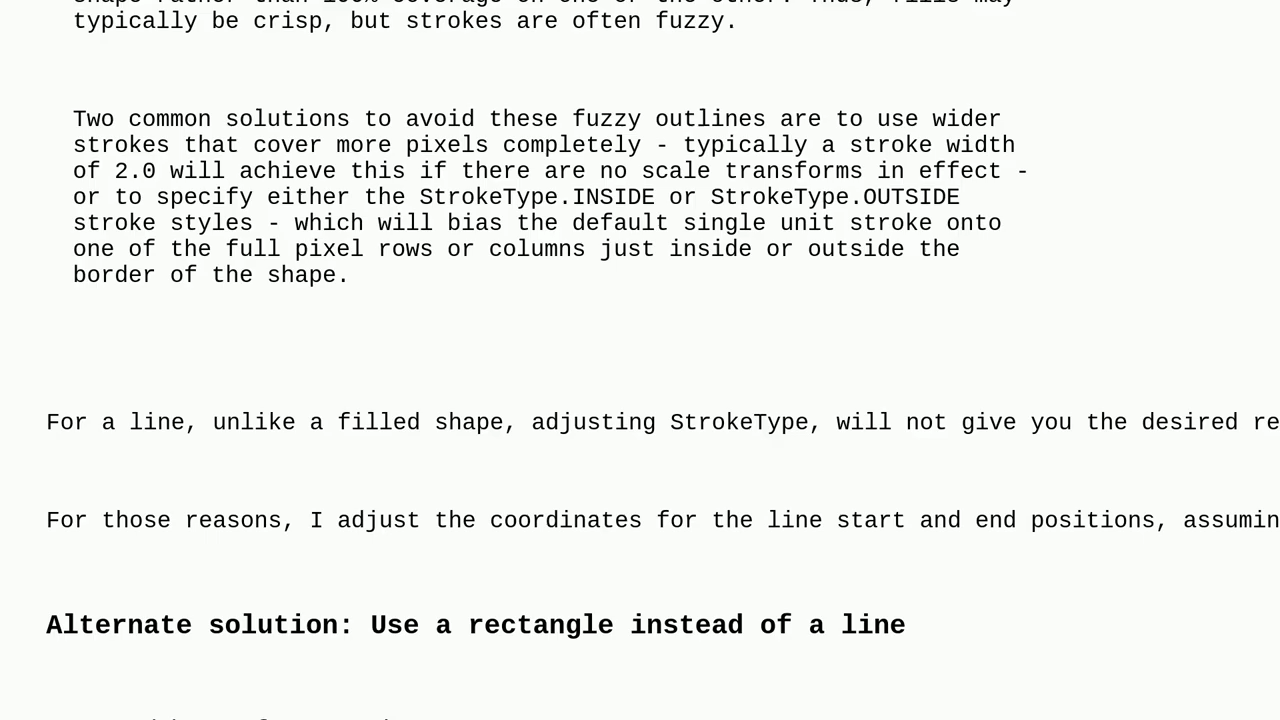 typically be crisp, but strokes are often fuzzy.
Two common solutions to avoid these fuzzy outlines are to use wider
strokes that cover more pixels completely - typically a stroke width
of 2.0 will achieve this if there are no scale transforms in effect -
or to specify either the StrokeType.INSIDE or StrokeType.OUTSIDE
stroke styles - which will bias the default single unit stroke onto
one of the full pixel rows or columns just inside or outside the
border of the shape.
For a line, unlike a filled shape, adjusting StrokeType, will not give you the desired re
For those reasons, I adjust the coordinates for the line start and end positions, assumin
Alternate solution: Use a rectangle instead of a line